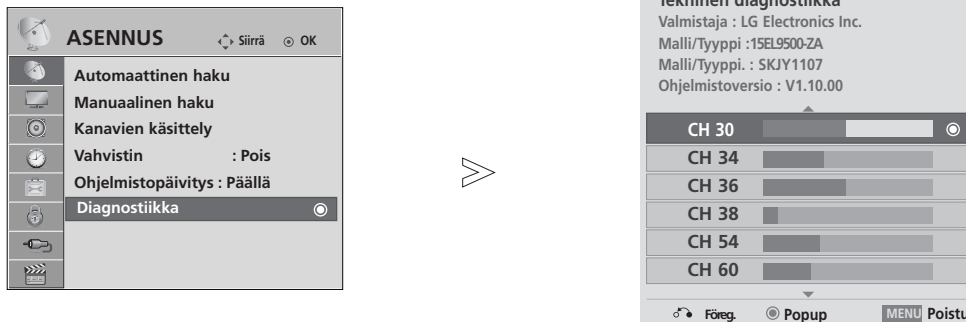 ASENNUS Siirrä OK
Automaattinen haku
Manuaalinen haku
Kanavien käsittely
Vahvistin : Pois
Ohjelmistopäivitys : Päällä
Diagnostiikka
Tekninen diagnostiikka
Valmistaja : LG Electronics Inc.
Malli/Tyyppi :15EL9500-ZA
Malli/Tyyppi. : SKJY1107
Ohjelmistoversio : V1.10.00
CH 30
CH 34
CH 36
CH 38
CH 54
CH 60
Föreg. Popup MENU Poistu